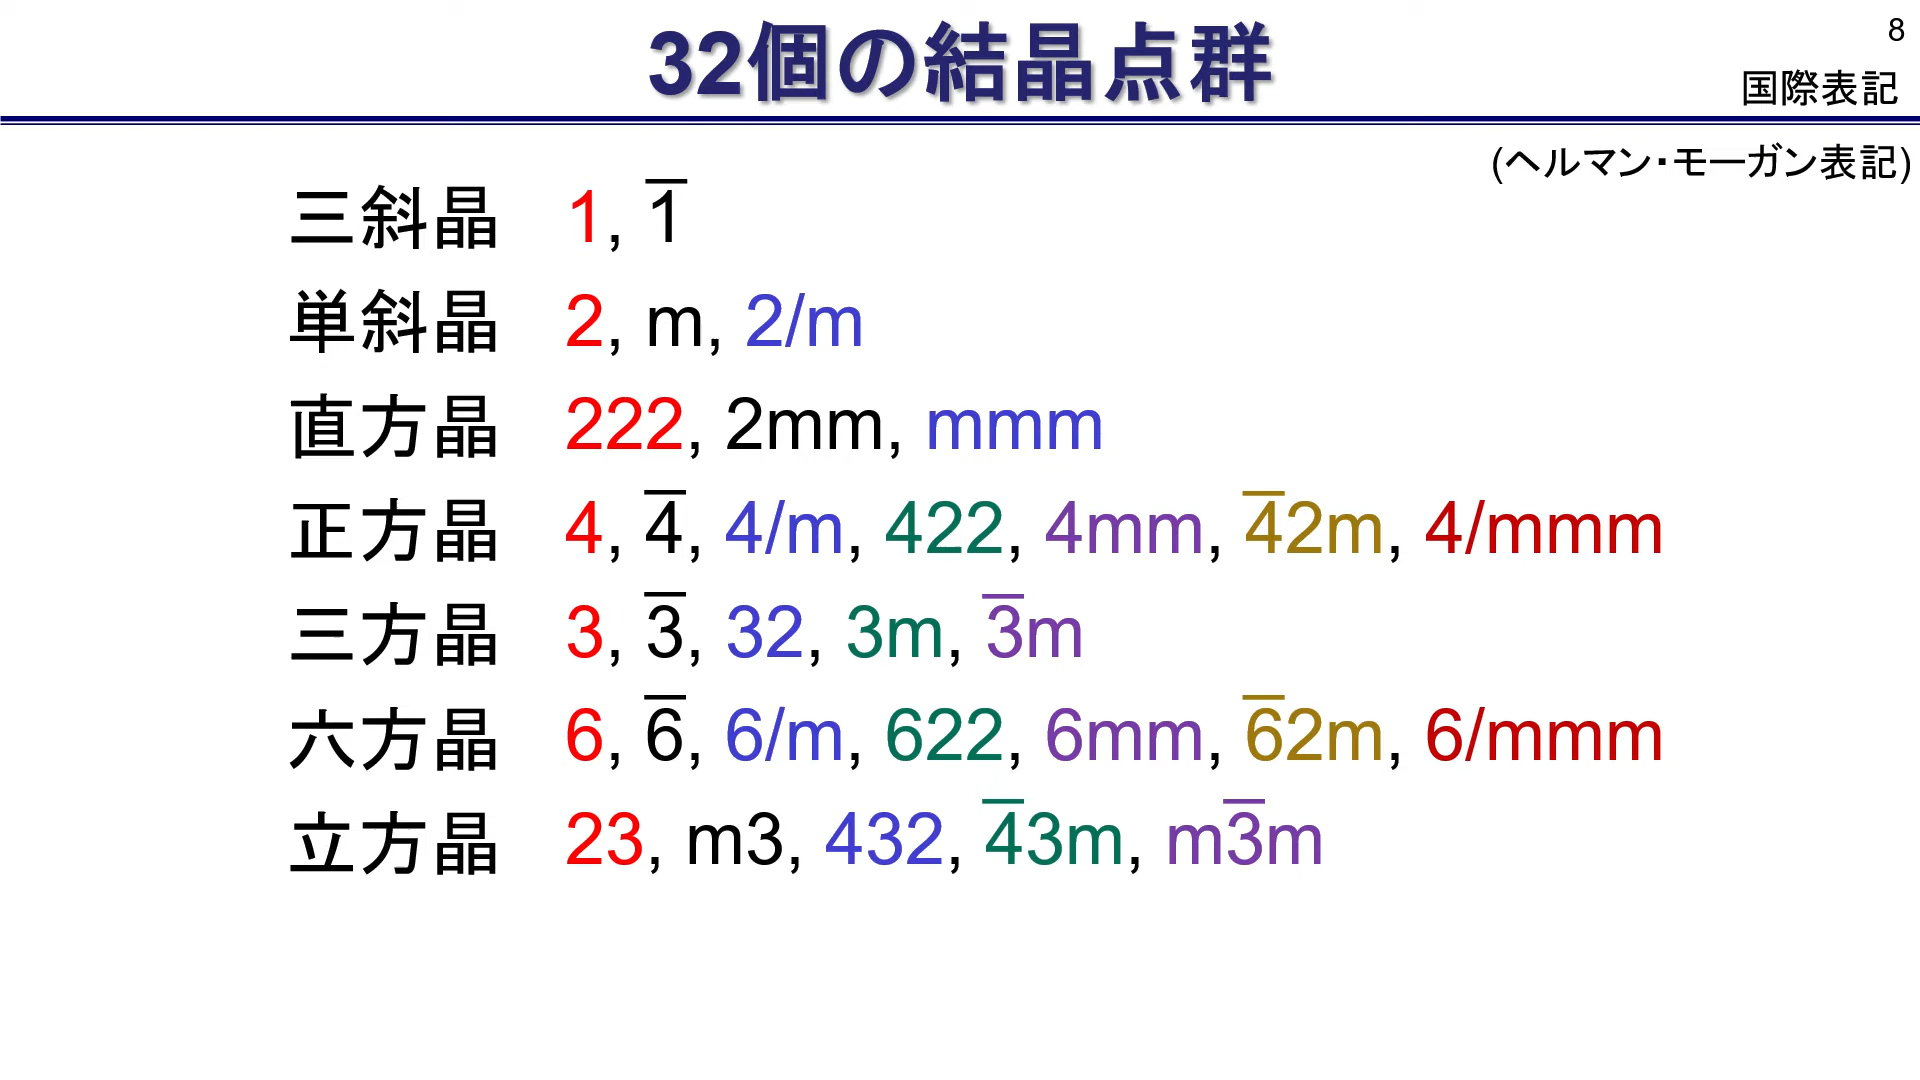 32個の結晶点群
8
国際表記
(ヘルマン・モーガン表記)
三斜晶 1, 1̅
単斜晶 2, m, 2/m
直方晶 222, 2mm, mmm
正方晶 4, 4̅, 4/m, 422, 4mm, 4̅2m, 4/mmm
三方晶 3, 3̅, 32, 3m, 3̅m
六方晶 6, 6̅, 6/m, 622, 6mm, 6̅2m, 6/mmm
立方晶 23, m3, 432, 4̅3m, m3̅m